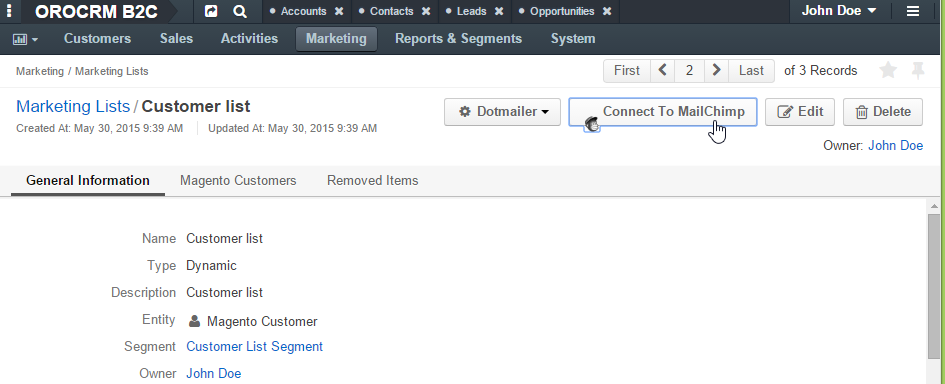 OROCRM B2C Accounts Contacts Leads Opportunities John Doe
Customers Sales Activities Marketing Reports & Segments System
Marketing / Marketing Lists First 2 Last of 3 Records
Marketing Lists / Customer list Dotmailer Connect To MailChimp Edit Delete
Created At: May 30, 2015 9:39 AM Updated At: May 30, 2015 9:39 AM
Owner: John Doe
General Information Magento Customers Removed Items
Name Customer list
Type Dynamic
Description Customer list
Entity Magento Customer
Segment Customer List Segment
Owner John Doe